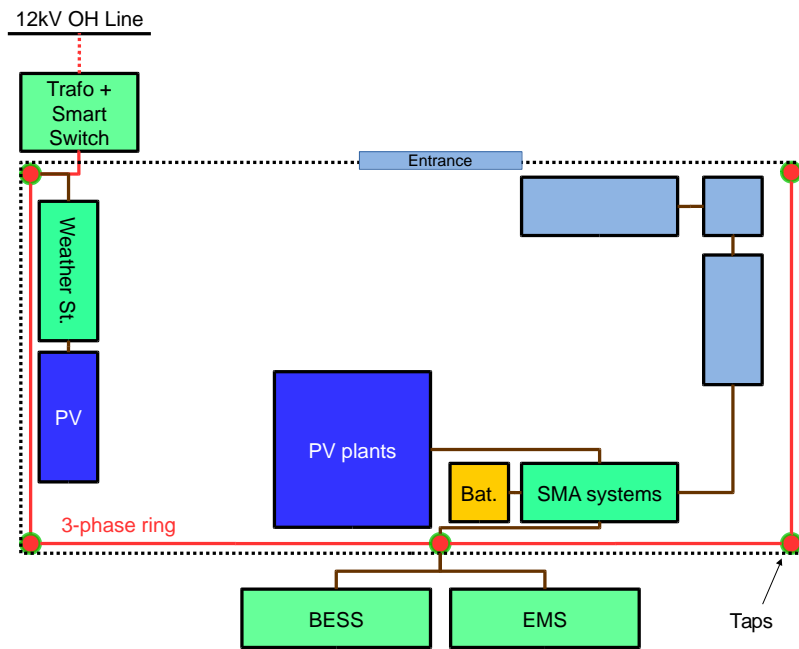 12kV OH Line
Trafo +
Smart
Switch
Entrance
Weather St.
PV
PV plants
Bat.
SMA systems
3-phase ring
BESS
EMS
Taps